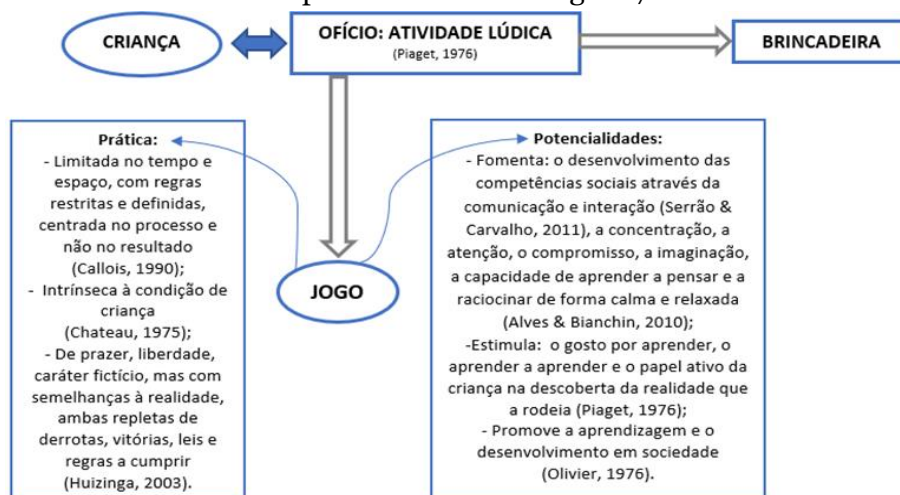 CRIANÇA
OFÍCIO: ATIVIDADE LÚDICA
(Piaget, 1976)
BRINCADEIRA
Prática:
- Limitada no tempo e
espaço, com regras
restritas e definidas,
centrada no processo e
não no resultado
(Callois, 1990);
- Intrínseca à condição de
criança
(Chateau, 1975);
- De prazer, liberdade,
caráter fictício, mas com
semelhanças à realidade,
ambas repletas de
derrotas, vitórias, leis e
regras a cumprir
(Huizinga, 2003).
JOGO
Potencialidades:
- Fomenta: o desenvolvimento das
competências sociais através da
comunicação e interação (Serrão &
Carvalho, 2011), a concentração, a
atenção, o compromisso, a imaginação,
a capacidade de aprender a pensar e a
raciocinar de forma calma e relaxada
(Alves & Bianchin, 2010);
-Estimula: o gosto por aprender, o
aprender a aprender e o papel ativo da
criança na descoberta da realidade que
a rodeia (Piaget, 1976);
- Promove a aprendizagem e o
desenvolvimento em sociedade
(Olivier, 1976).